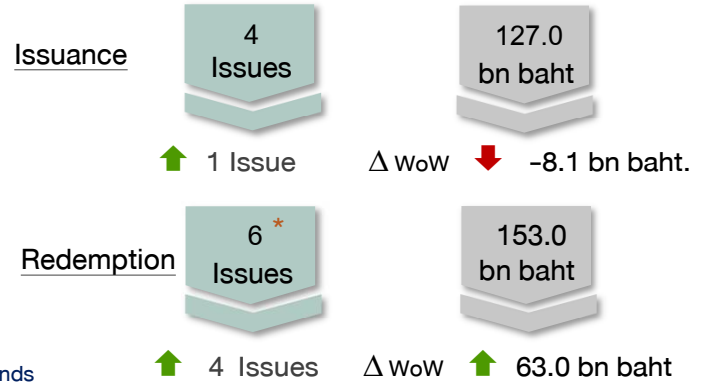 4
Issues
127.0
bn baht
Issuance
1 Issue
Δ WoW
-8.1 bn baht.
6 *
Issues
153.0
bn baht
Redemption
4 Issues
Δ WoW
63.0 bn baht